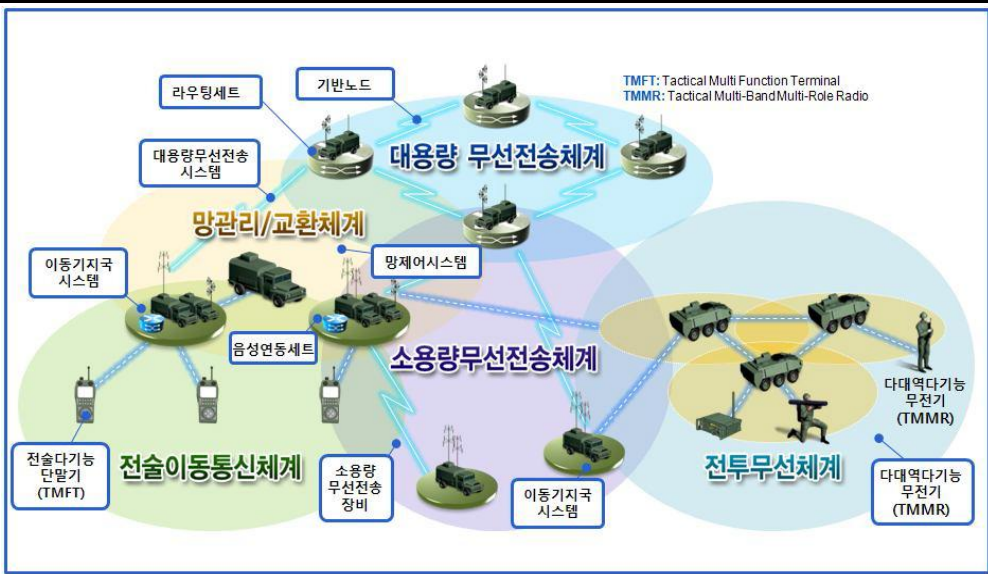 라우팅세트
기반노드
TMFT: Tactical Multi Function Terminal
TMMR: Tactical Multi-Band Multi-Role Radio
대용량무선전송
시스템
대용량 무선전송체계
망관리/교환체계
이동기지국
시스템
망제어시스템
음성연동세트
소용량무선전송체계
다대역다기능
무전기
(TMMR)
전술다기능
단말기
(TMFT)
전술이동통신체계
소용량
무선전송
장비
이동기지국
시스템
전투무선체계
다대역다기능
무전기
(TMMR)